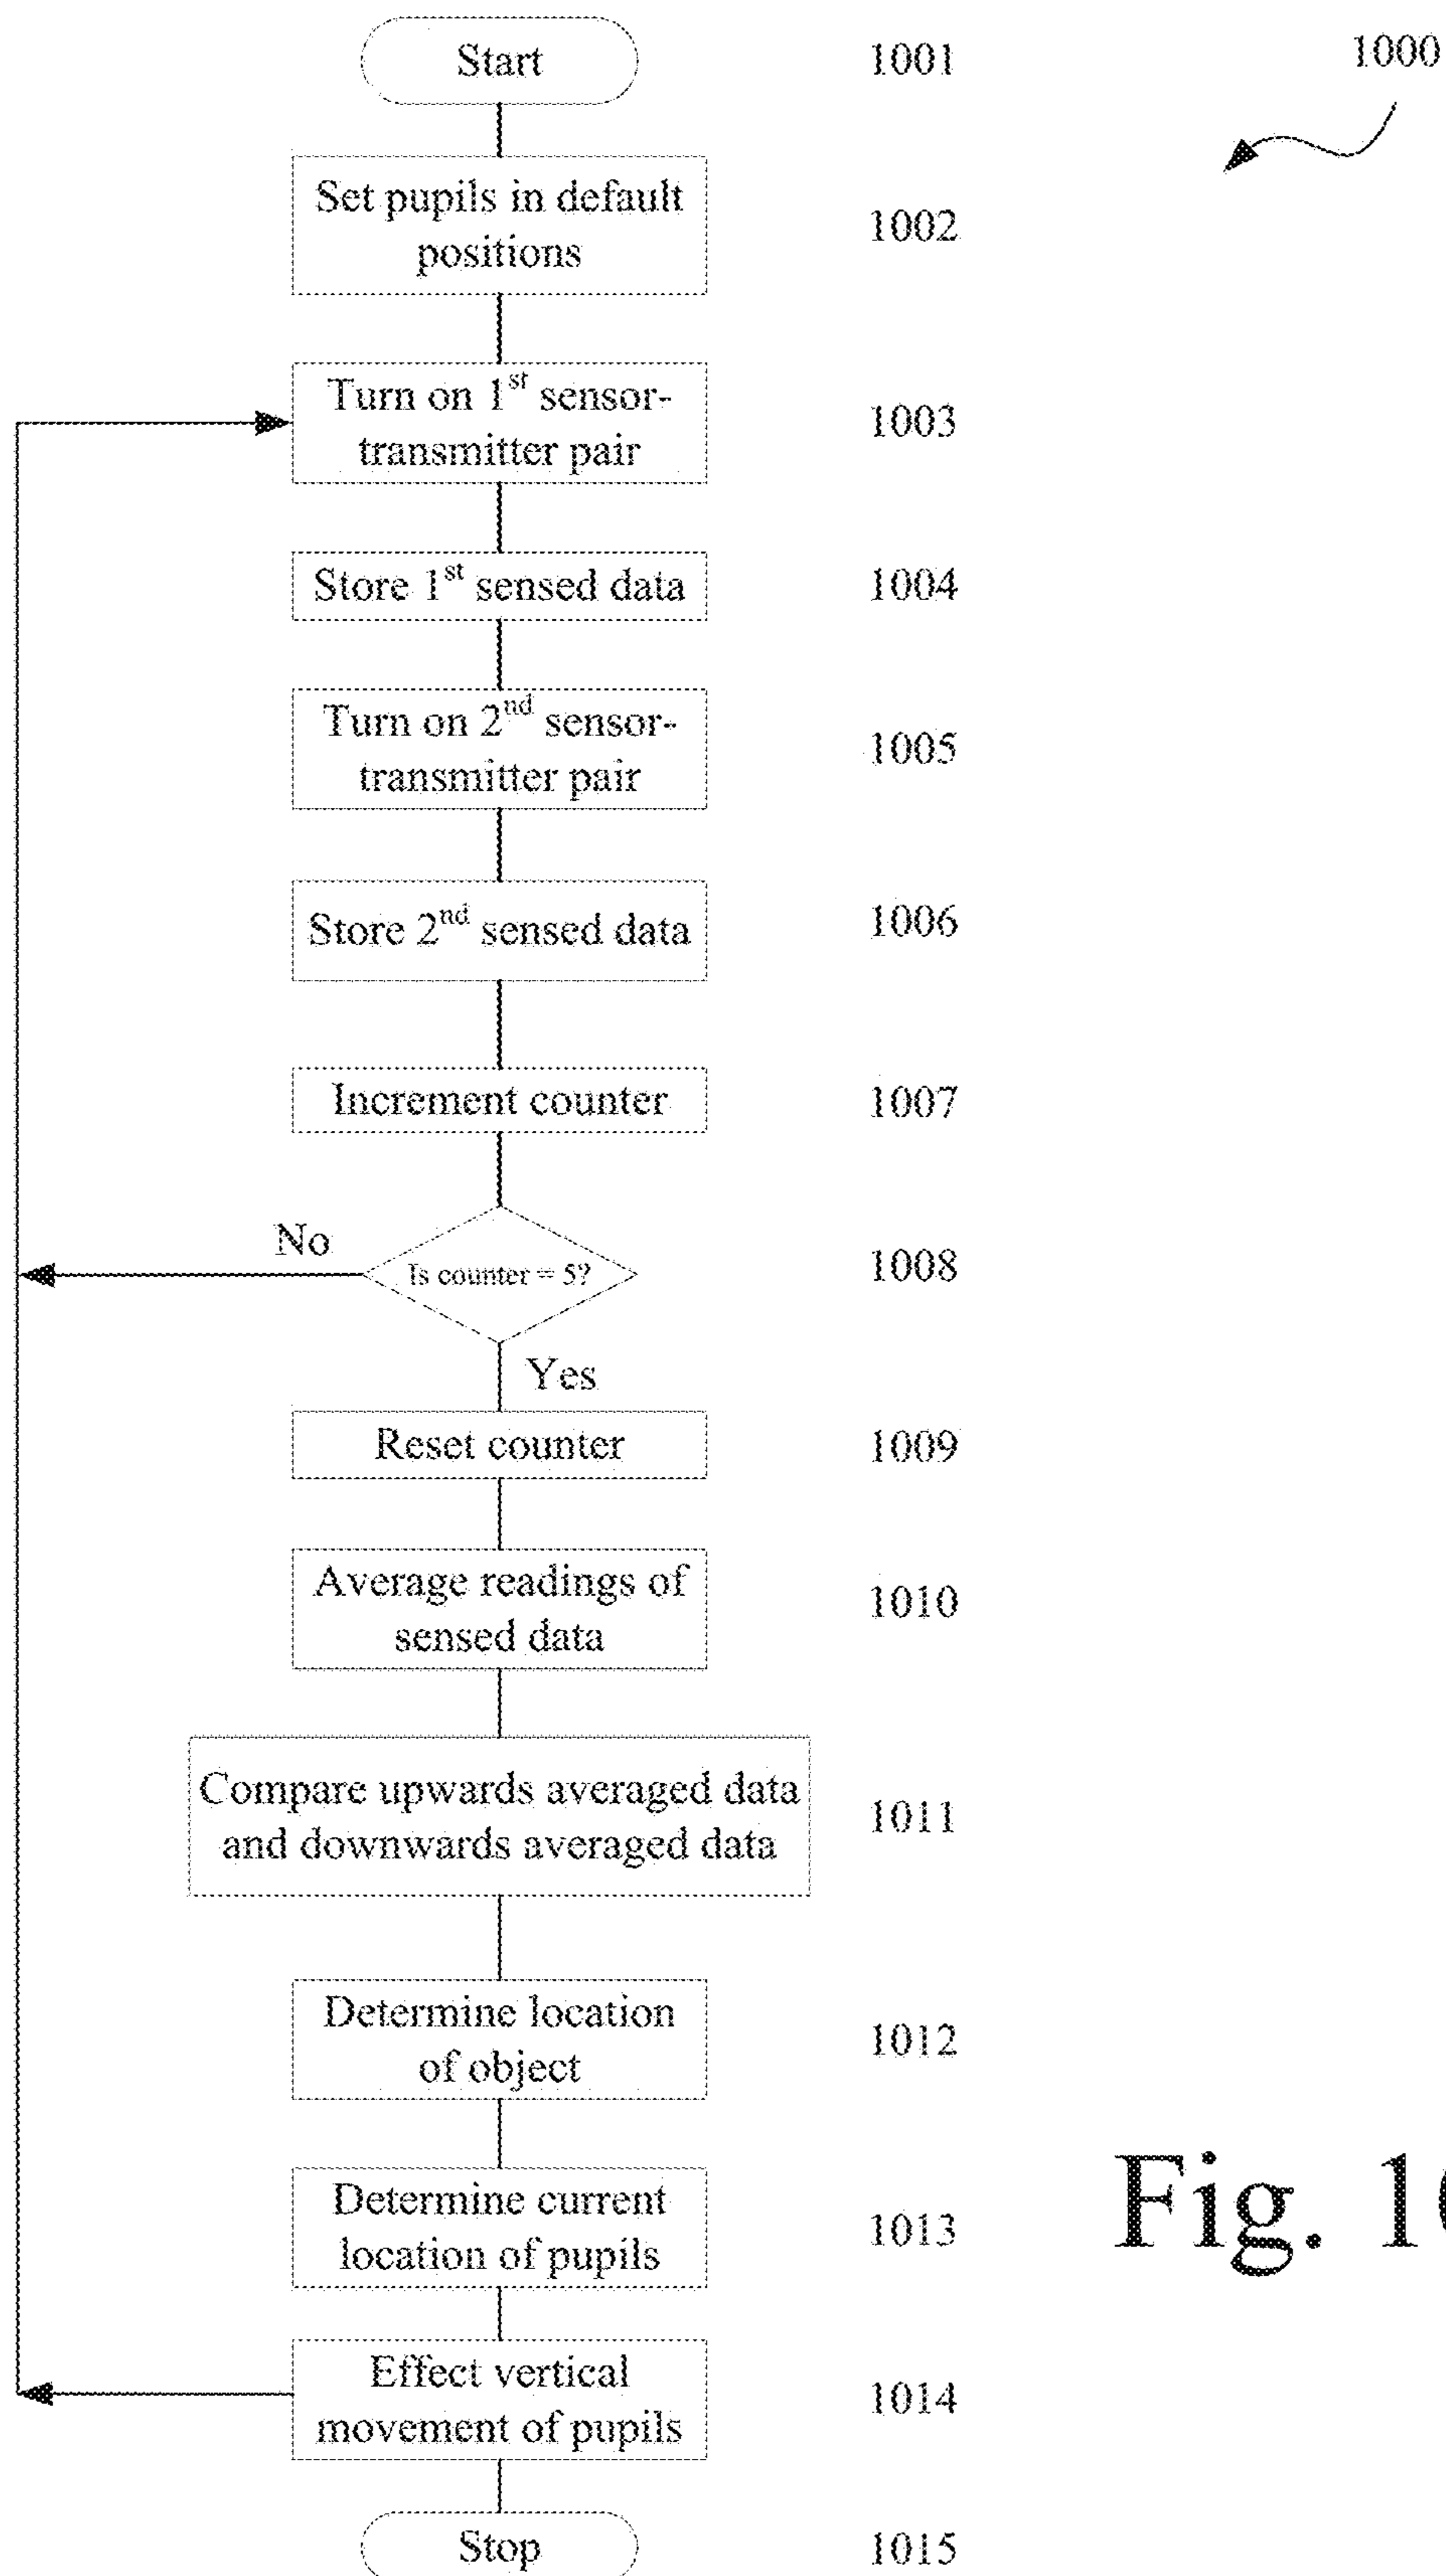 Start
1001
1000
Set pupils in default
positions
1002
Turn on 1st sensor-
transmitter pair
1003
Store 1st sensed data
1004
Turn on 2nd sensor-
transmitter pair
1005
Store 2nd sensed data
1006
Increment counter
1007
No
Is counter = 5?
1008
Yes
Reset counter
1009
Average readings of
sensed data
1010
Compare upwards averaged data
and downwards averaged data
1011
Determine location
of object
1012
Determine current
location of pupils
1013
Fig.
Effect vertical
movement of pupils
1014
Stop
1015